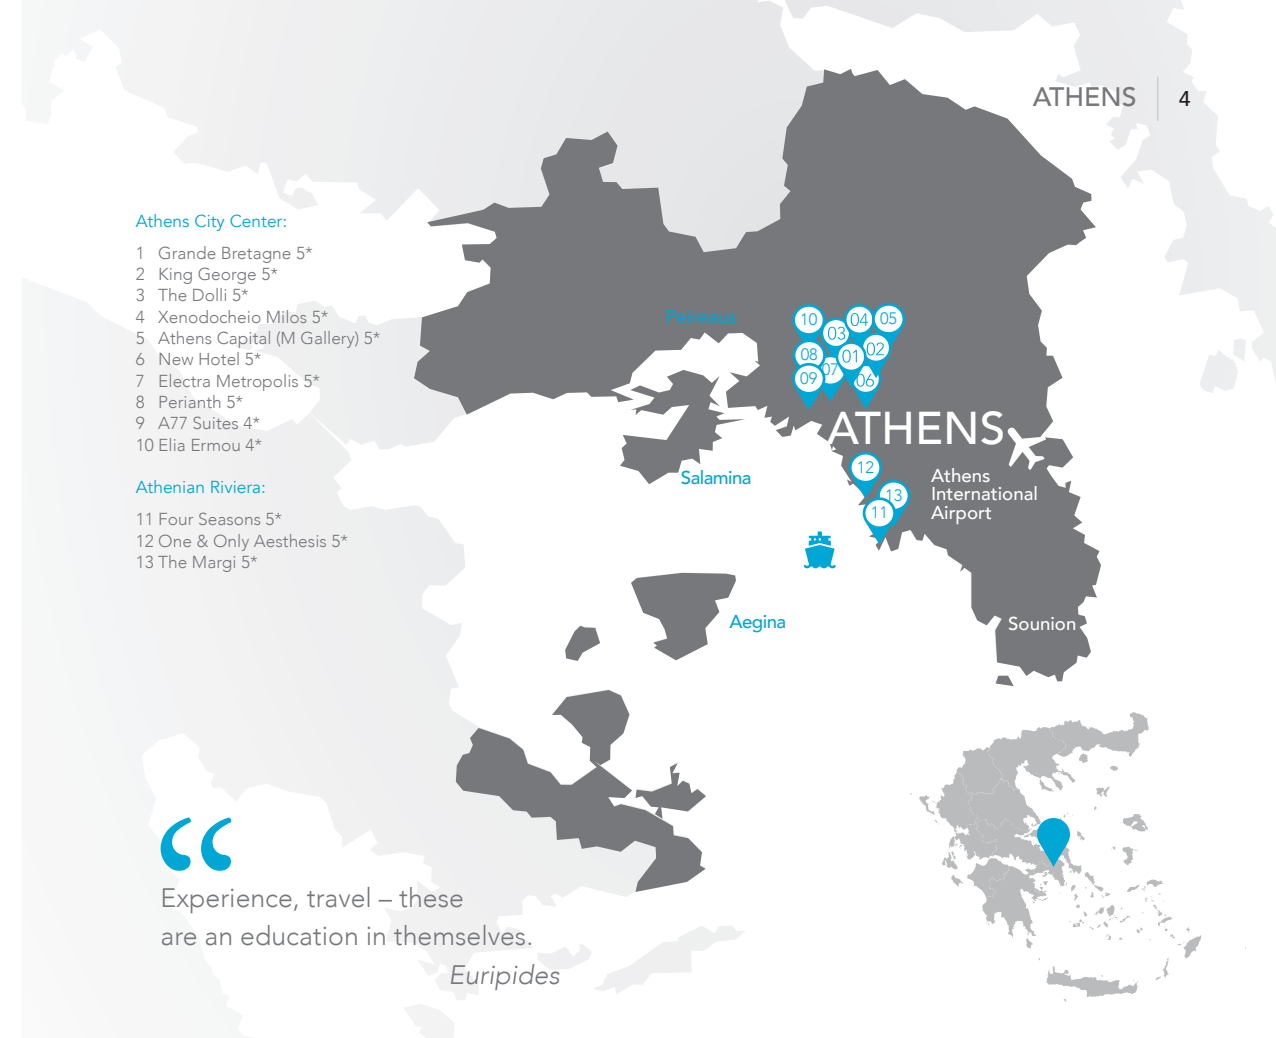 ATHENS 4
Athens City Center:
1 Grande Bretagne 5*
2 King George 5*
3 The Dolli 5*
4 Xenodocheio Milos 5*
5 Athens Capital (M Gallery) 5*
6 New Hotel 5*
7 Electra Metropolis 5*
8 Perianth 5*
9 A77 Suites 4*
10 Elia Ermou 4*
Athenian Riviera:
11 Four Seasons 5*
12 One & Only Aesthesis 5*
13 The Margi 5*
Peireaus
10
03
04
05
08
01
02
07
09
06
ATHENS
12
13
11
Athens
International
Airport
Salamina
Aegina
Sounion
Experience, travel – these
are an education in themselves.
Euripides